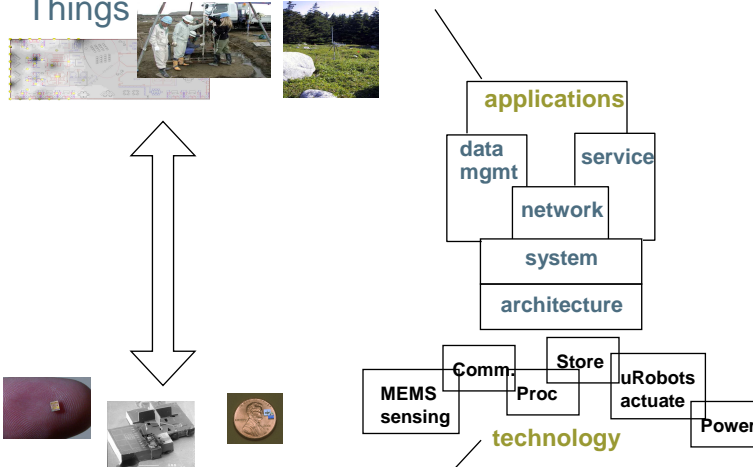 Things
applications
data
mgmt
service
network
system
architecture
Comm.
Store
MEMS
sensing
Proc
uRobots
actuate
Power
technology